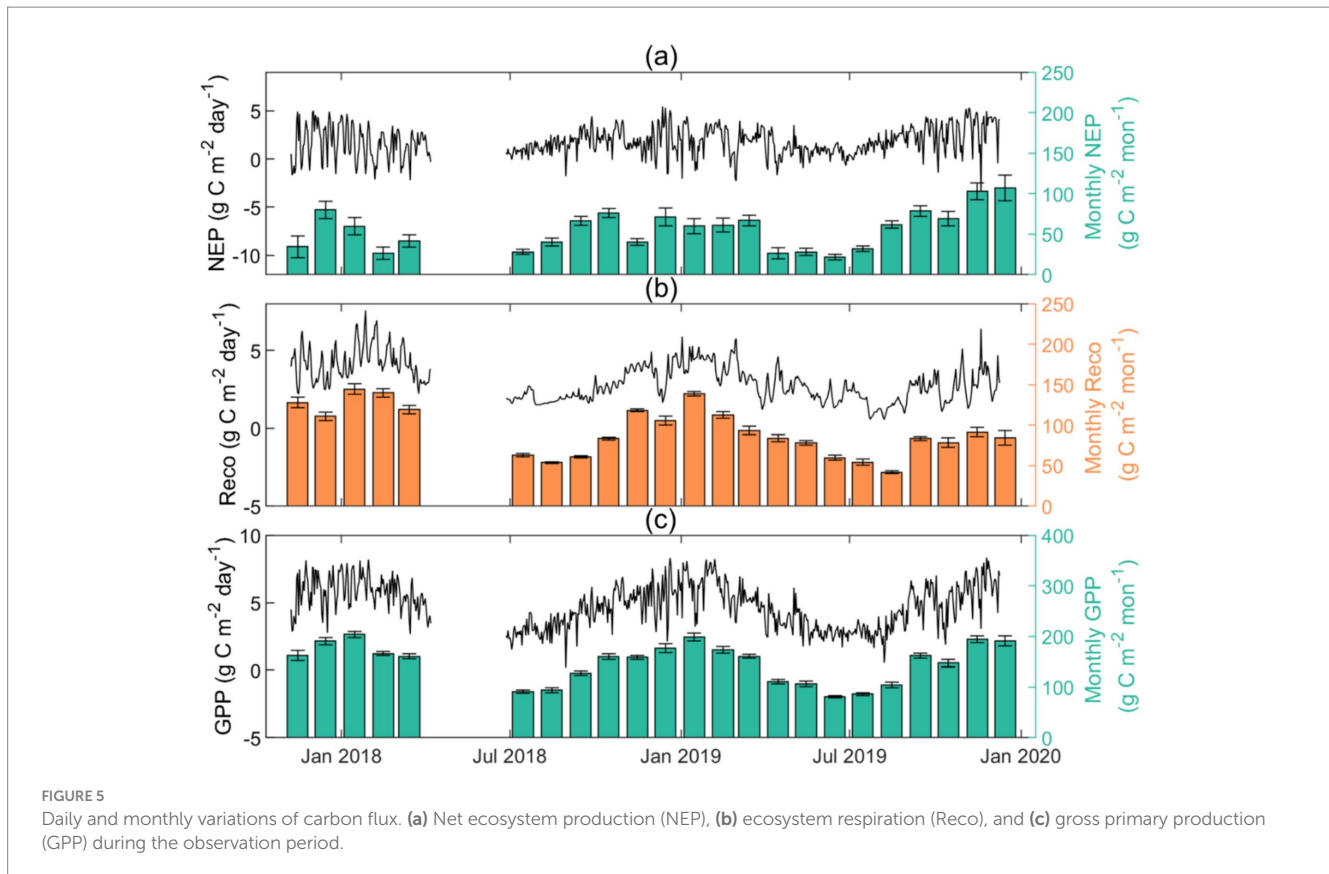 (a)
NEP (g C m-2 day-1)
5
0
-5
-10
250
200
150
100
50
0
Monthly NEP
(g C m-2 mon-1)
(b)
Reco (g C m-2 day-1)
5
0
-5
250
200
150
100
50
0
Monthly Reco
(g C m-2 mon-1)
(c)
GPP (g C m-2 day-1)
10
5
0
-5
400
300
200
100
0
Monthly GPP
(g C m-2 mon-1)
Jan 2018 Jul 2018 Jan 2019 Jul 2019 Jan 2020
FIGURE 5
Daily and monthly variations of carbon flux. (a) Net ecosystem production (NEP), (b) ecosystem respiration (Reco), and (c) gross primary production
(GPP) during the observation period.